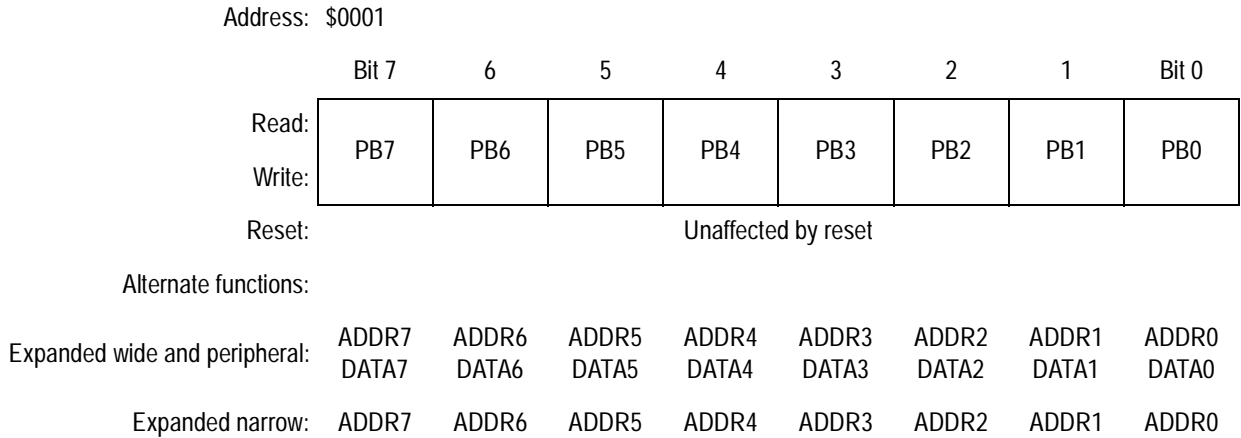 Address: $0001
Bit 7 6 5 4 3 2 1 Bit 0
Read:
PB7 PB6 PB5 PB4 PB3 PB2 PB1 PB0
Write:
Reset: Unaffected by reset
Alternate functions:
Expanded wide and peripheral: ADDR7 ADDR6 ADDR5 ADDR4 ADDR3 ADDR2 ADDR1 ADDR0
DATA7 DATA6 DATA5 DATA4 DATA3 DATA2 DATA1 DATA0
Expanded narrow: ADDR7 ADDR6 ADDR5 ADDR4 ADDR3 ADDR2 ADDR1 ADDR0